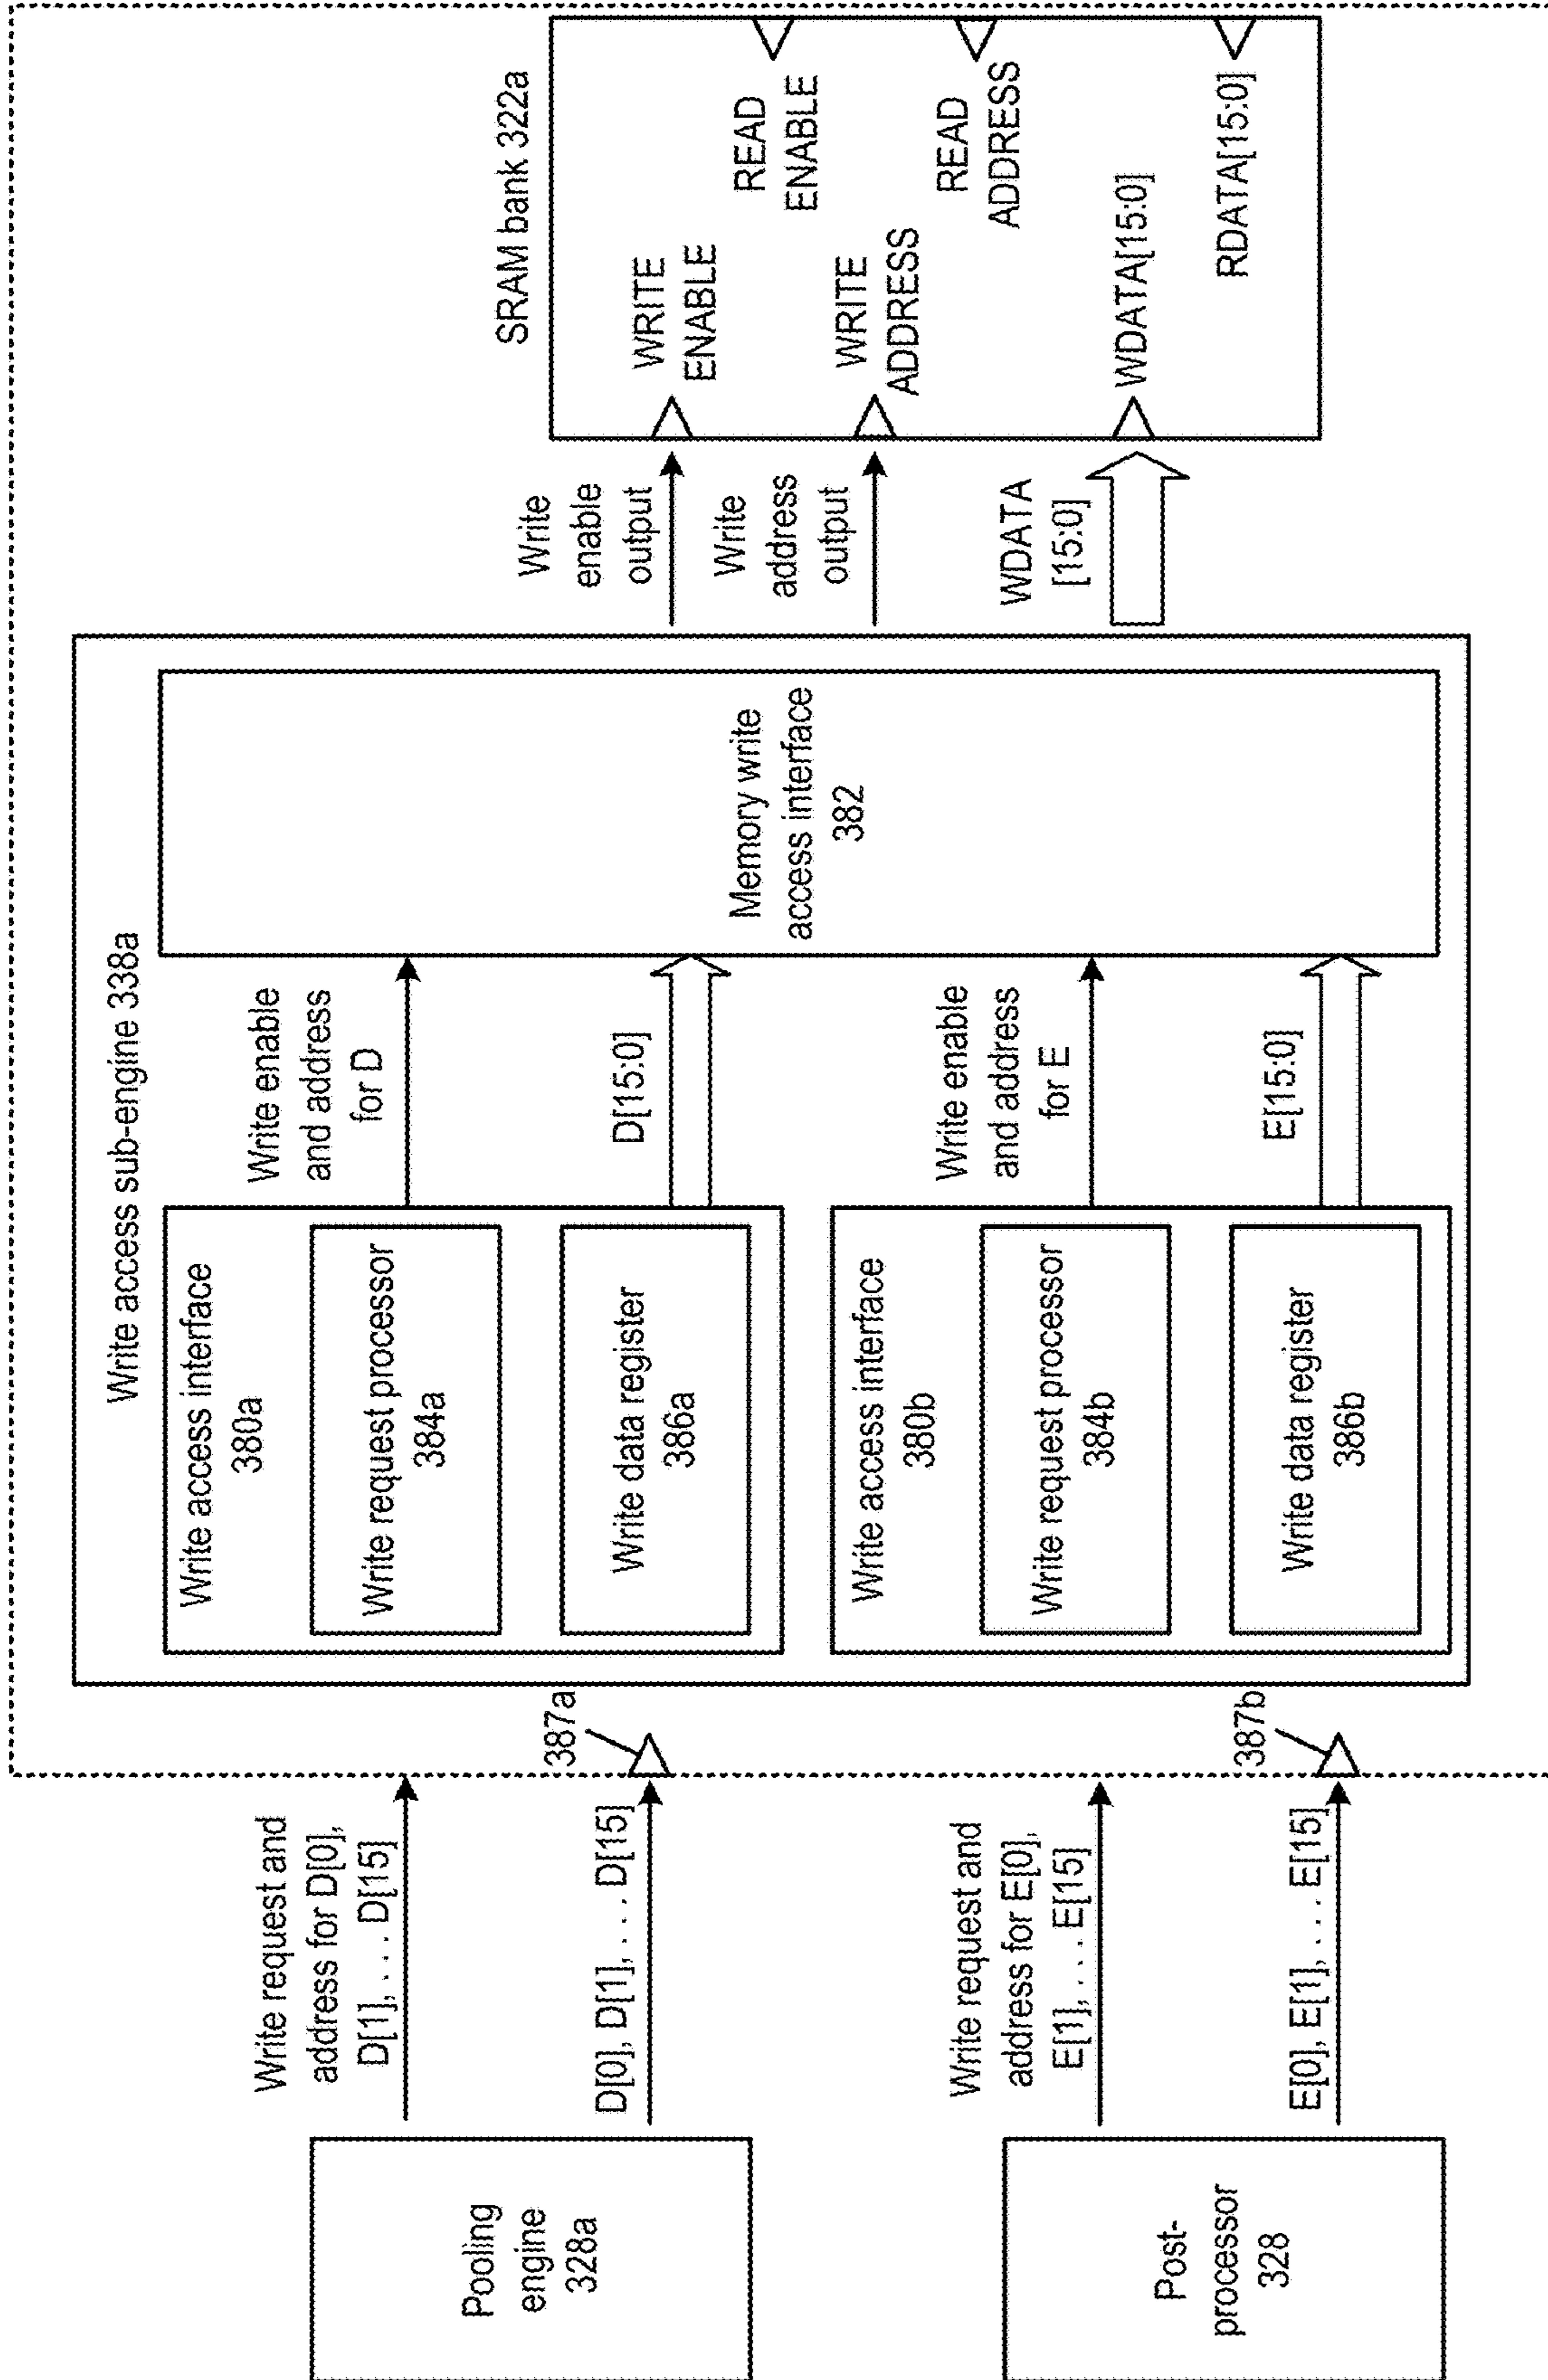 Pooling
engine
328a
Post-
processor
328
Write request and
address for D[0],
D[1], . . . D[15]
D[0], D[1], . . . D[15]
Write request and
address for E[0],
E[1], . . . E[15]
E[0], E[1], . . . E[15]
387a
387b
Write access sub-engine 338a
Write access interface
380a
Write request processor
384a
Write data register
386a
Write access interface
380b
Write request processor
384b
Write data register
386b
Write enable
and address
for D
D[15:0]
Write enable
and address
for E
E[15:0]
Memory write
access interface
382
Write
enable
output
Write
address
output
WDATA
[15:0]
SRAM bank 322a
WRITE
ENABLE
READ
ENABLE
WRITE
ADDRESS
READ
ADDRESS
WDATA[15:0]
RDATA[15:0]